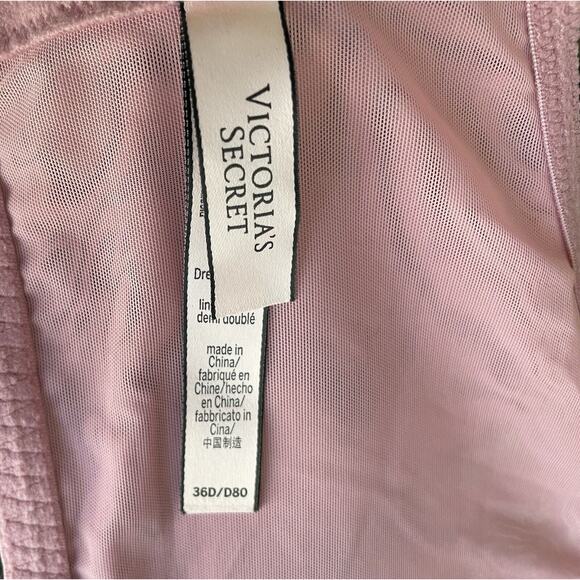 VICTORIA'S
SECRET
Dre
lin
demi doublé
made in
China/
fabriqué en
Chine/hecho
en China/
fabbricato in
Cina/
中国制造
36D/D80